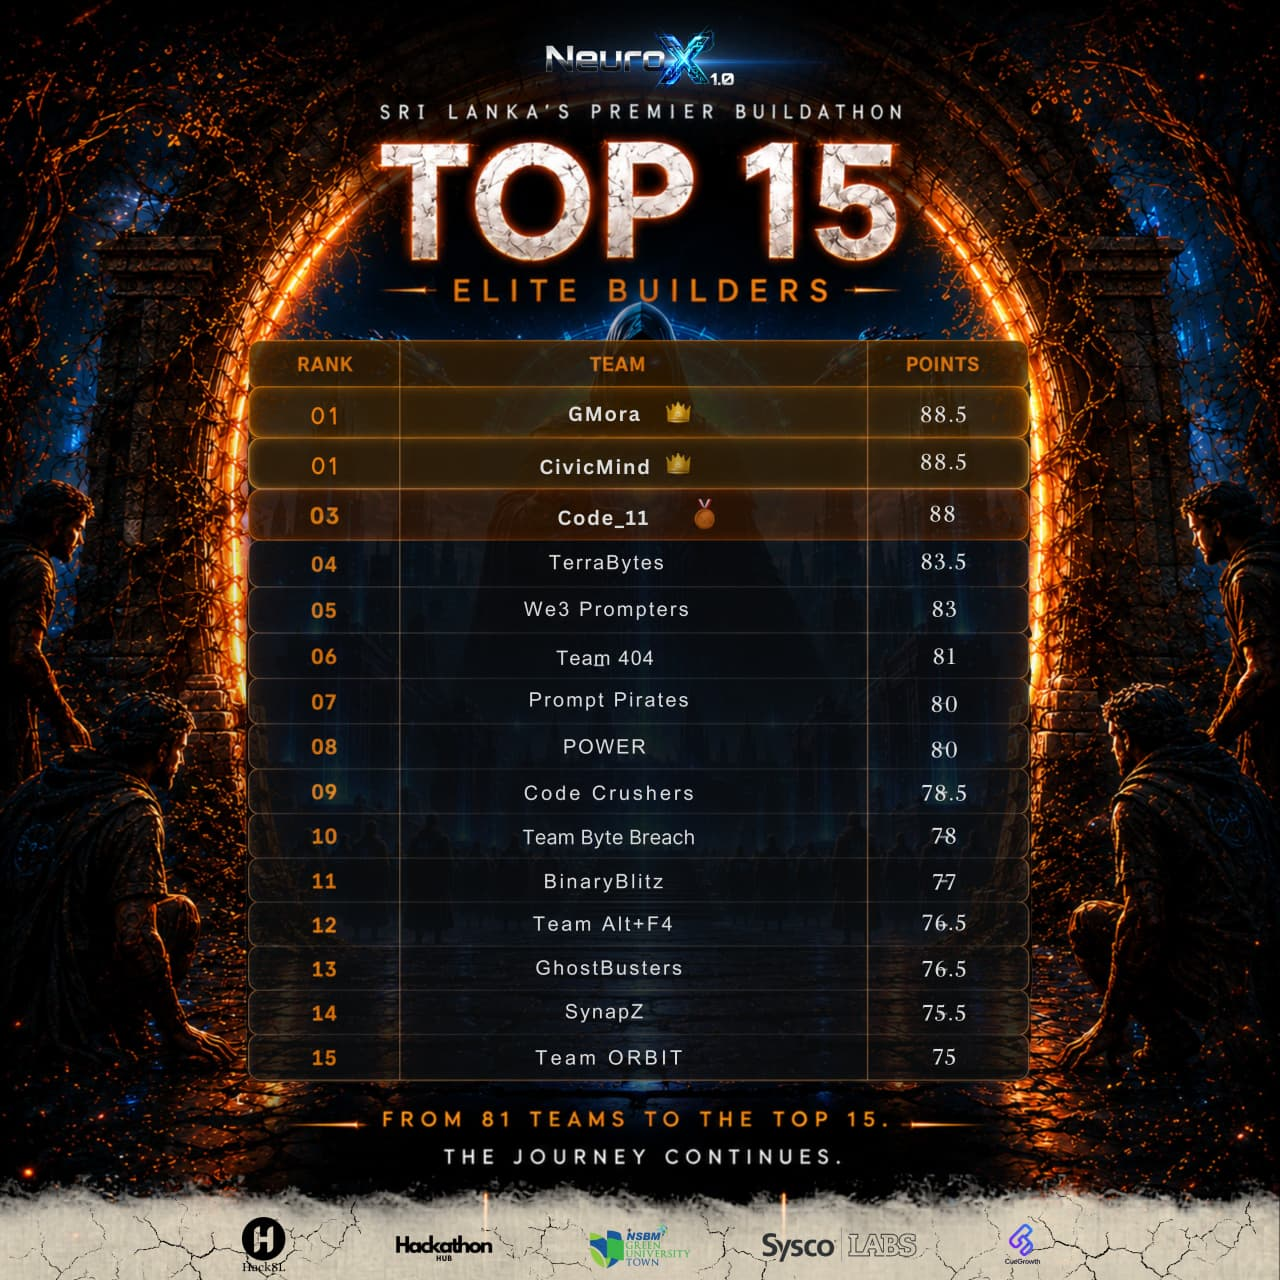 NeuroX 1.0
SRI LANKA'S PREMIER BUILDATHON
TOP 15
ELITE BUILDERS
RANK TEAM POINTS
01 GMora 88.5
01 CivicMind 88.5
03 Code_11 88
04 TerraBytes 83.5
05 We3 Prompters 83
06 Team 404 81
07 Prompt Pirates 80
08 POWER 80
09 Code Crushers 78.5
10 Team Byte Breach 78
11 BinaryBlitz 77
12 Team Alt+F4 76.5
13 GhostBusters 76.5
14 SynapZ 75.5
15 Team ORBIT 75
FROM 81 TEAMS TO THE TOP 15.
THE JOURNEY CONTINUES.
H
HackSL
Hackathon
HUB
NSBM
GREEN
UNIVERSITY
TOWN
Sysco LABS
CueGrowth